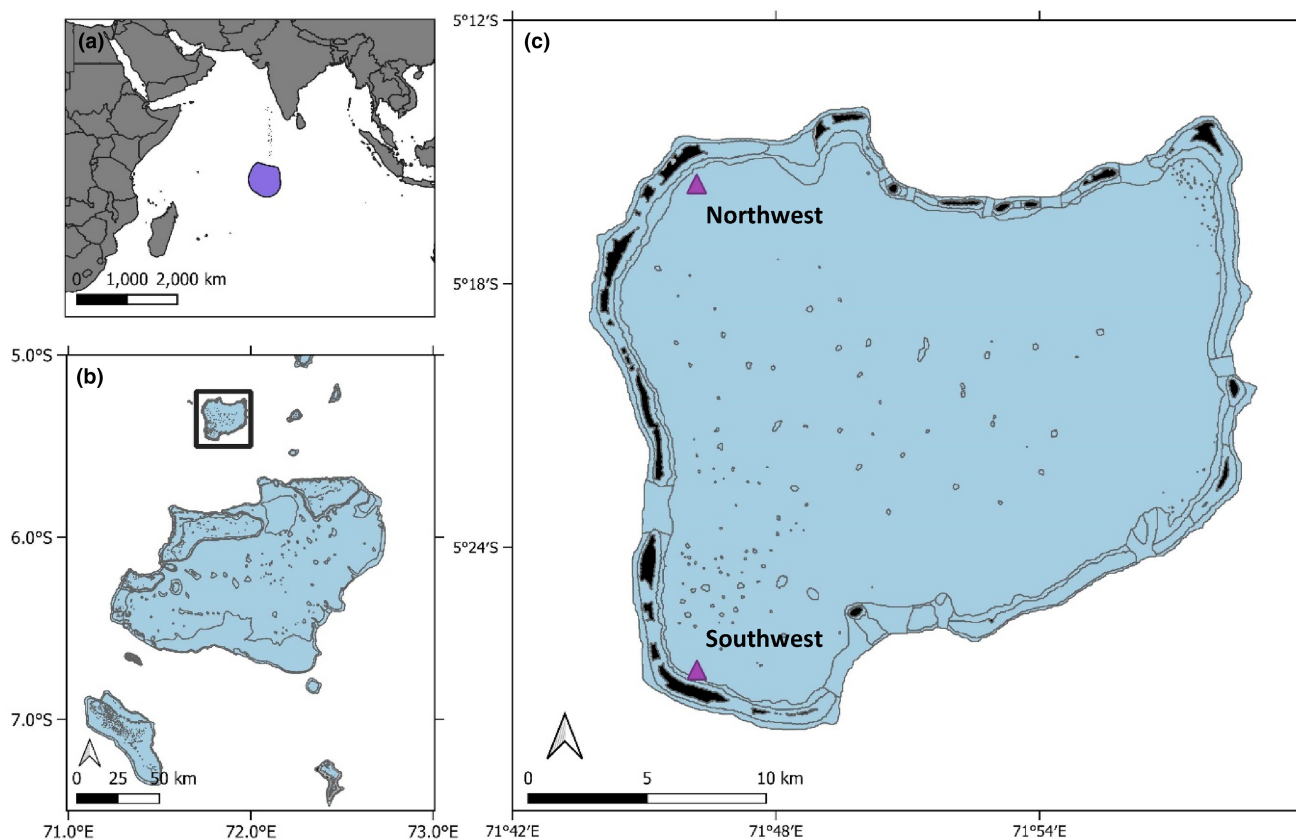 (a)
0 1,000 2,000 km
5.0°S
6.0°S
7.0°S
(b)
0 25 50 km
71.0°E 72.0°E 73.0°E
5°12'S
5°18'S
5°24'S
(c)
Northwest
Southwest
0 5 10 km
71°42'E 71°48'E 71°54'E